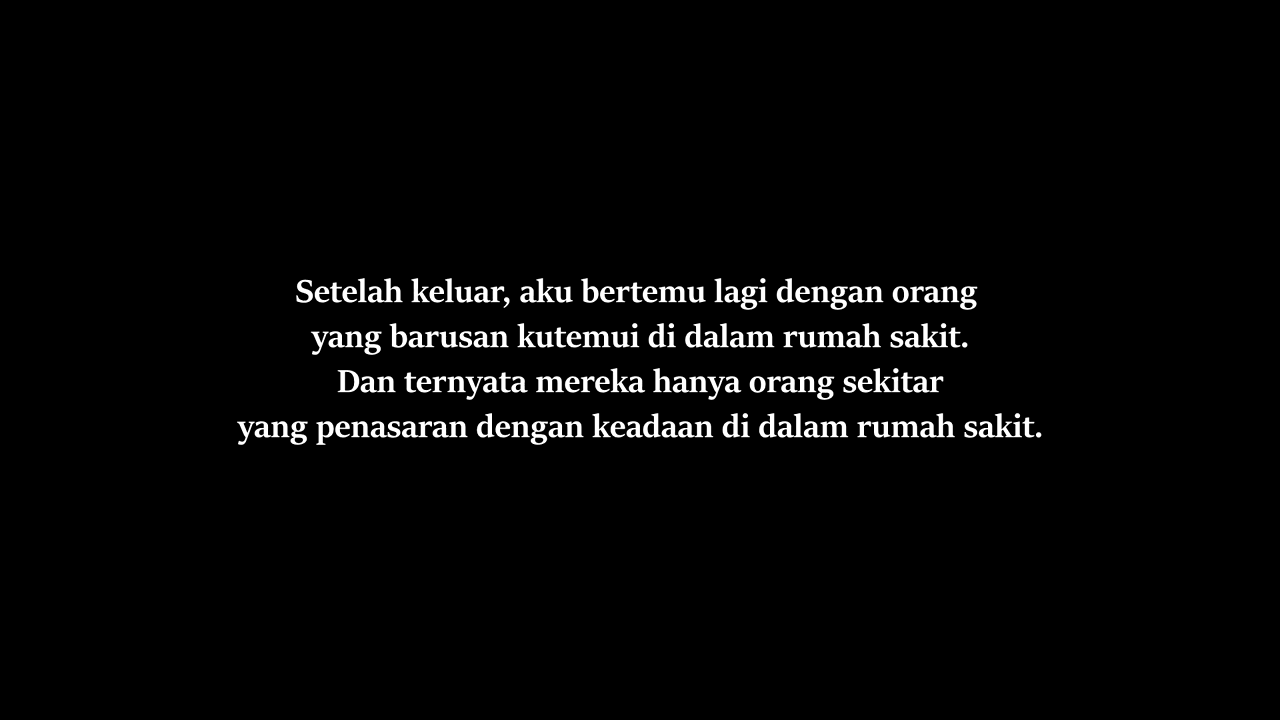 Setelah keluar, aku bertemu lagi dengan orang
yang barusan kutemui di dalam rumah sakit.
Dan ternyata mereka hanya orang sekitar
yang penasaran dengan keadaan di dalam rumah sakit.